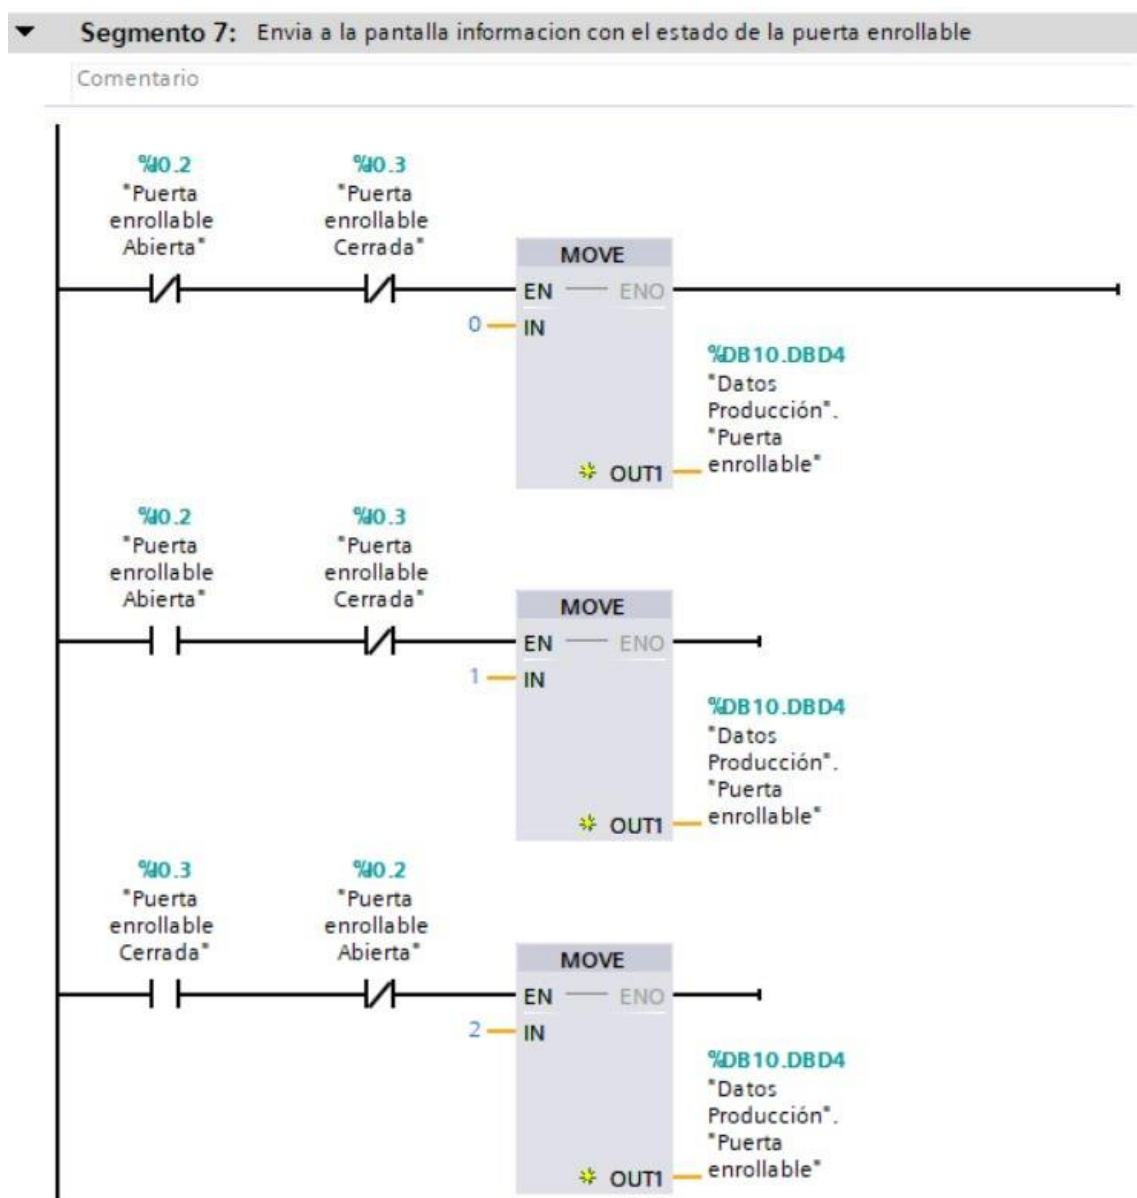 Segmento 7: Envia a la pantalla informacion con el estado de la puerta enrollable
Comentario
%I0.2
"Puerta
enrollable
Abierta"
%I0.3
"Puerta
enrollable
Cerrada"
MOVE
EN
ENO
0
IN
OUT1
%DB10.DBD4
"Datos
Producción".
"Puerta
enrollable"
%I0.2
"Puerta
enrollable
Abierta"
%I0.3
"Puerta
enrollable
Cerrada"
MOVE
EN
ENO
1
IN
OUT1
%DB10.DBD4
"Datos
Producción".
"Puerta
enrollable"
%I0.3
"Puerta
enrollable
Cerrada"
%I0.2
"Puerta
enrollable
Abierta"
MOVE
EN
ENO
2
IN
OUT1
%DB10.DBD4
"Datos
Producción".
"Puerta
enrollable"